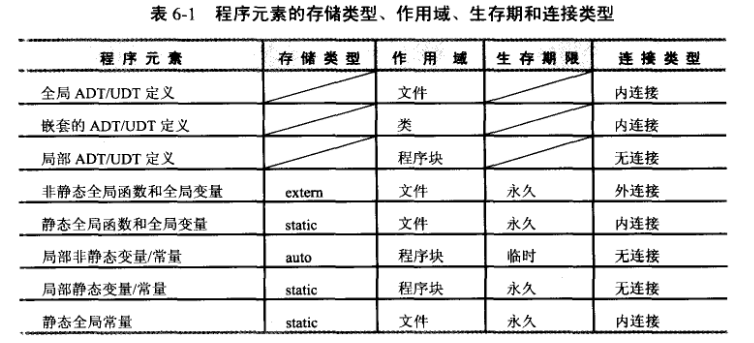 表 6-1 程序元素的存储类型、作用域、生存期和连接类型
程序元素 存储类型 作用域 生存期限 连接类型
全局 ADT/UDT 定义 文件 内连接
嵌套的 ADT/UDT 定义 类 内连接
局部 ADT/UDT 定义 程序块 无连接
非静态全局函数和全局变量 extern 文件 永久 外连接
静态全局函数和全局变量 static 文件 永久 内连接
局部非静态变量/常量 auto 程序块 临时 无连接
局部静态变量/常量 static 程序块 永久 无连接
静态全局常量 static 文件 永久 内连接